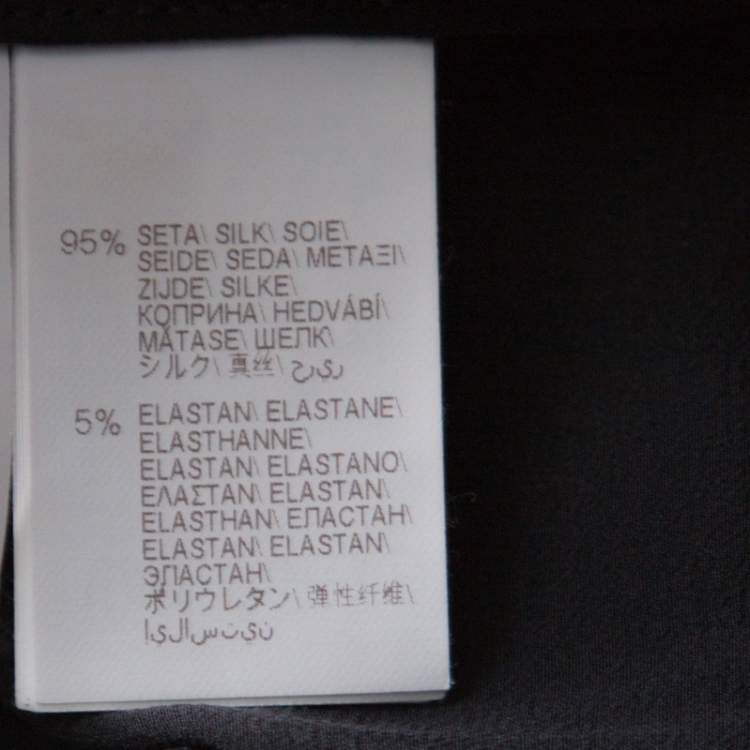 95% SETA\ SILK\ SOIE\
SEIDE\ SEDA\ ΜΕΤΑΞΙ\
ZIJDE\ SILKE\
КОПРИНА\ HEDVÁBÍ\
MĂTASE\ ШЕЛК\
シルク\ 真丝\ حرير
5% ELASTAN\ ELASTANE\
ELASTHANNE\
ELASTAN\ ELASTANO\
ΕΛΑΣΤΑΝ\ ELASTAN\
ELASTHAN\ ЕЛАСТАН\
ELASTAN\ ELASTAN\
ЭЛАСТАН\
ポリウレタン\ 弹性纤维\
إيلاستين